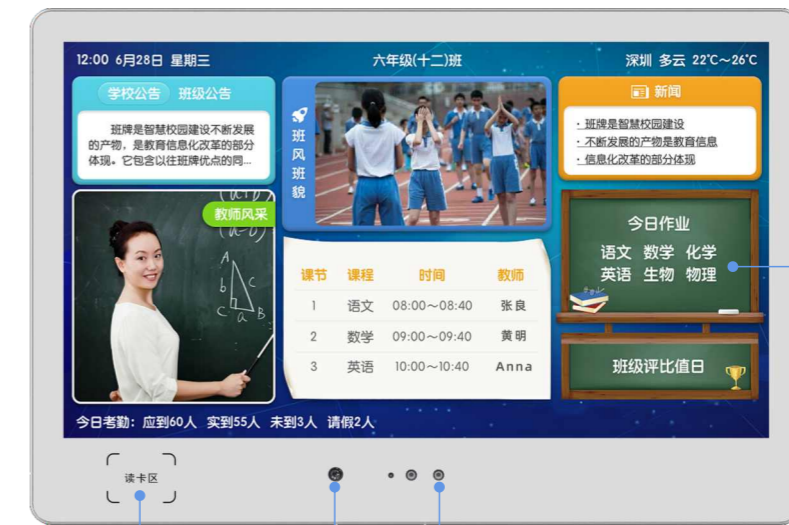 12:00 6月28日 星期三
六年级(十二)班
深圳 多云 22℃~26℃
学校公告 班级公告
班牌是智慧校园建设不断发展
的产物,是教育信息化改革的部分
体现。它包含以往班牌优点的同...
班风班貌
新闻
· 班牌是智慧校园建设
· 不断发展的产物是教育信息
· 信息化改革的部分体现
教师风采
A
b c
C a B
课节 课程 时间 教师
1 语文 08:00~08:40 张良
2 数学 09:00~09:40 黄明
3 英语 10:00~10:40 Anna
今日作业
语文 数学 化学
英语 生物 物理
班级评比值日
今日考勤:应到60人 实到55人 未到3人 请假2人
读卡区